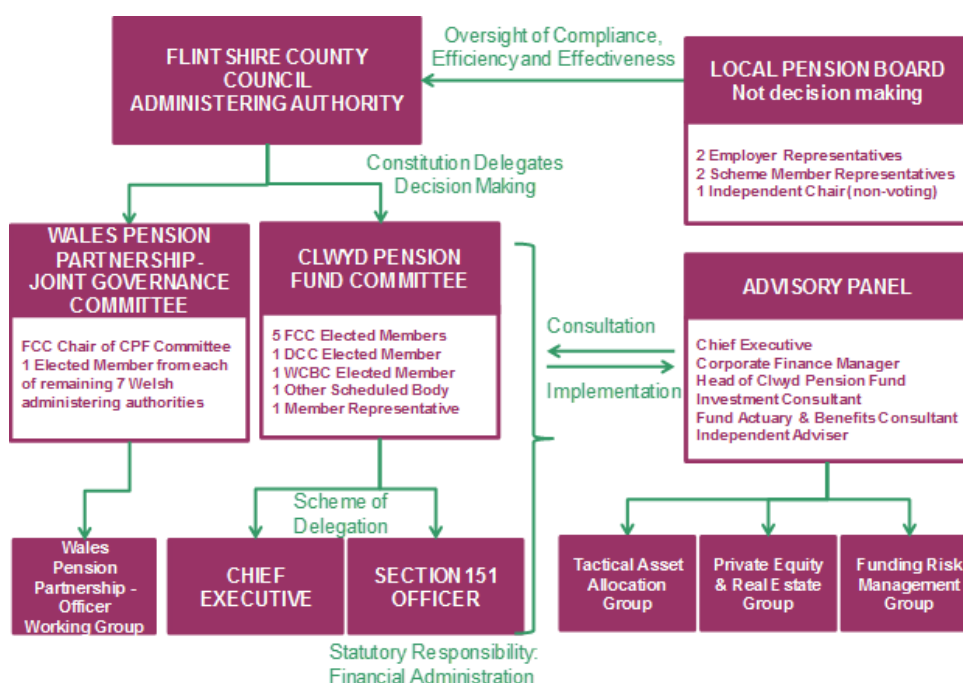 FLINTSHIRE COUNTY
COUNCIL
ADMINISTERING AUTHORITY
Oversight of Compliance,
Efficiency and Effectiveness
LOCAL PENSION BOARD
Not decision making
2 Employer Representatives
2 Scheme Member Representatives
1 Independent Chair (non-voting)
Constitution Delegates
Decision Making
WALES PENSION
PARTNERSHIP-
JOINT GOVERNANCE
COMMITTEE
FCC Chair of CPF Committee
1 Elected Member from each
of remaining 7 Welsh
administering authorities
CLWYD PENSION
FUND COMMITTEE
5 FCC Elected Members
1 DCC Elected Member
1 WCBC Elected Member
1 Other Scheduled Body
1 Member Representative
Consultation
Implementation
ADVISORY PANEL
Chief Executive
Corporate Finance Manager
Head of Clwyd Pension Fund
Investment Consultant
Fund Actuary & Benefits Consultant
Independent Adviser
Scheme of
Delegation
Wales
Pension
Partnership -
Officer
Working Group
CHIEF
EXECUTIVE
SECTION 151
OFFICER
Tactical Asset
Allocation
Group
Private Equity
& Real Estate
Group
Funding Risk
Management
Group
Statutory Responsibility:
Financial Administration